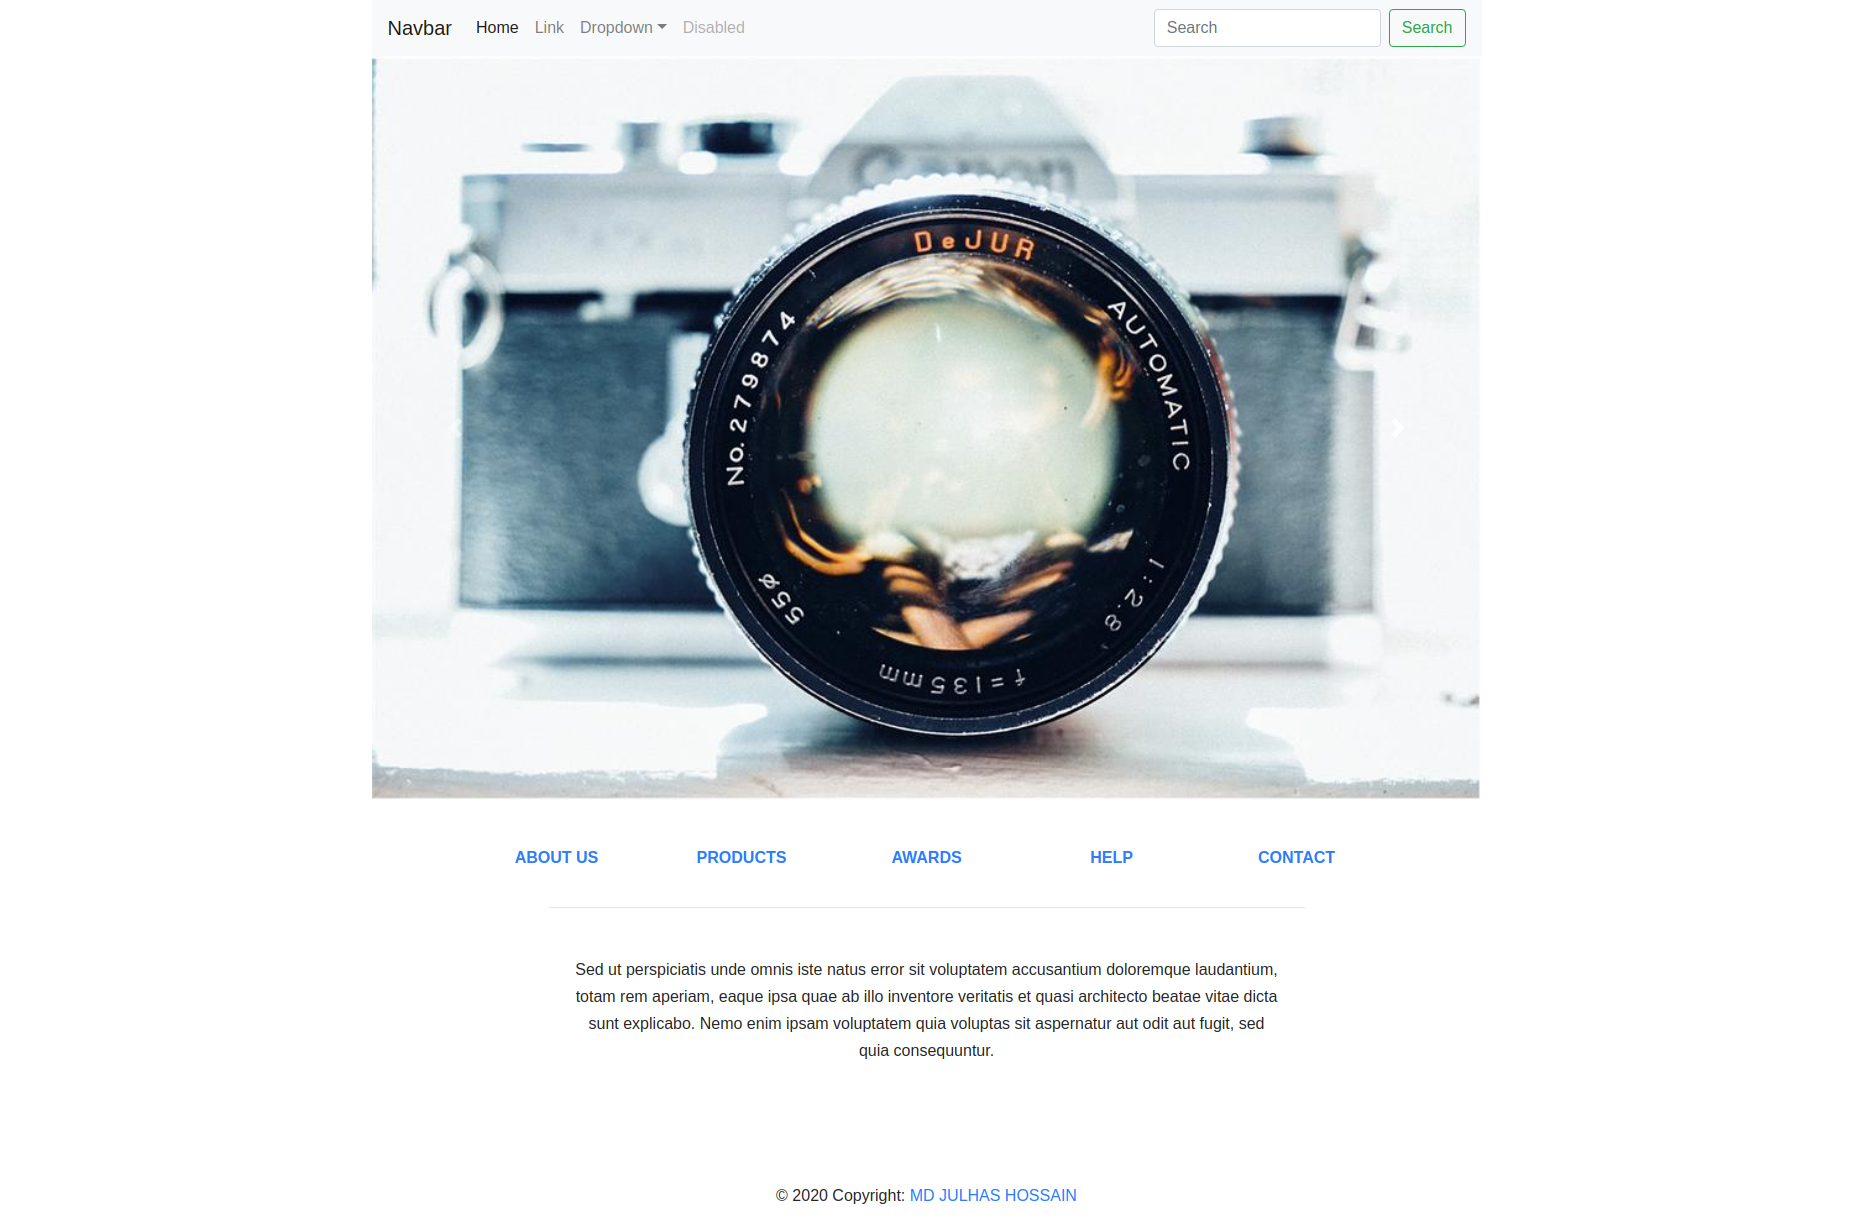 Navbar Home Link Dropdown Disabled Search Search
Canon
DeJUR
No. 279874
AUTOMATIC
55ø
1:2.8
f=135mm
ABOUT US PRODUCTS AWARDS HELP CONTACT
Sed ut perspiciatis unde omnis iste natus error sit voluptatem accusantium doloremque laudantium,
totam rem aperiam, eaque ipsa quae ab illo inventore veritatis et quasi architecto beatae vitae dicta
sunt explicabo. Nemo enim ipsam voluptatem quia voluptas sit aspernatur aut odit aut fugit, sed
quia consequuntur.
© 2020 Copyright: MD JULHAS HOSSAIN